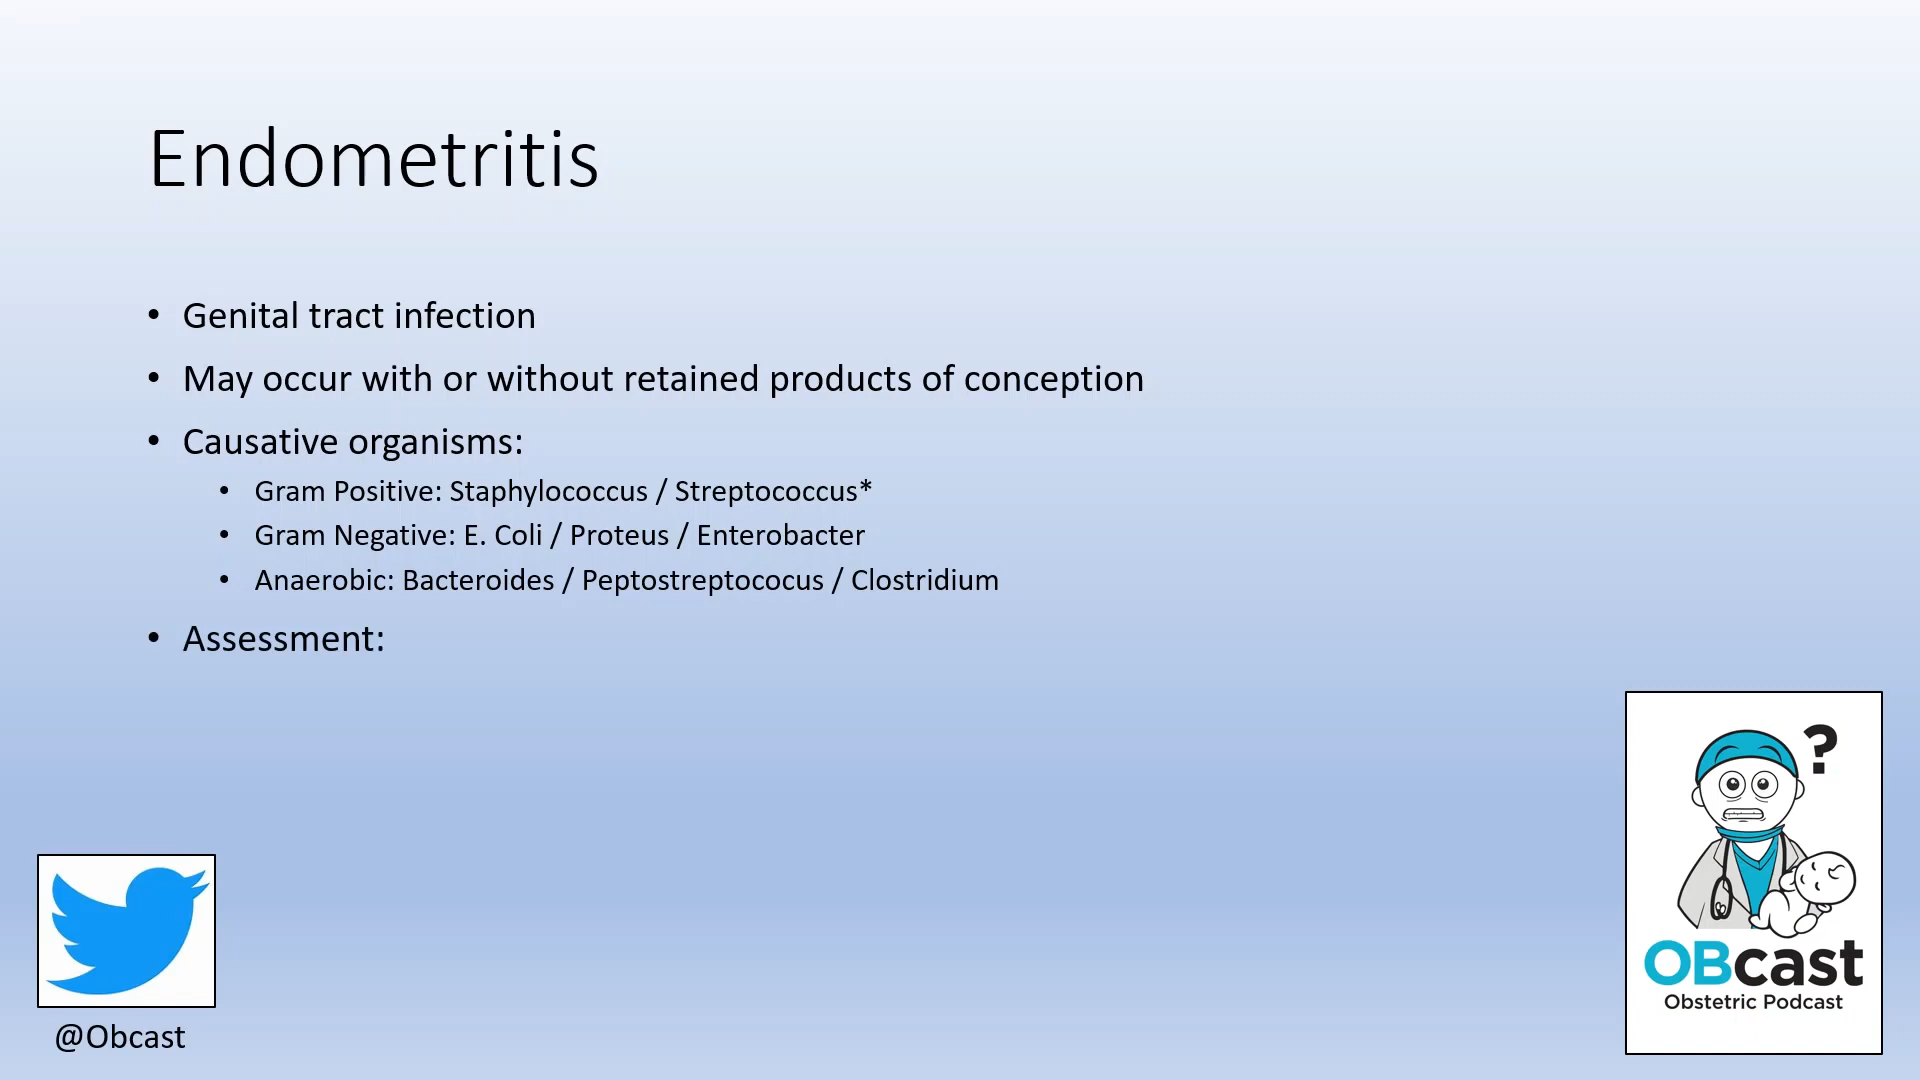 Endometritis
• Genital tract infection
• May occur with or without retained products of conception
• Causative organisms:
• Gram Positive: Staphylococcus / Streptococcus*
• Gram Negative: E. Coli / Proteus / Enterobacter
• Anaerobic: Bacteroides / Peptostreptococus / Clostridium
• Assessment:
?
OBcast
Obstetric Podcast
@Obcast